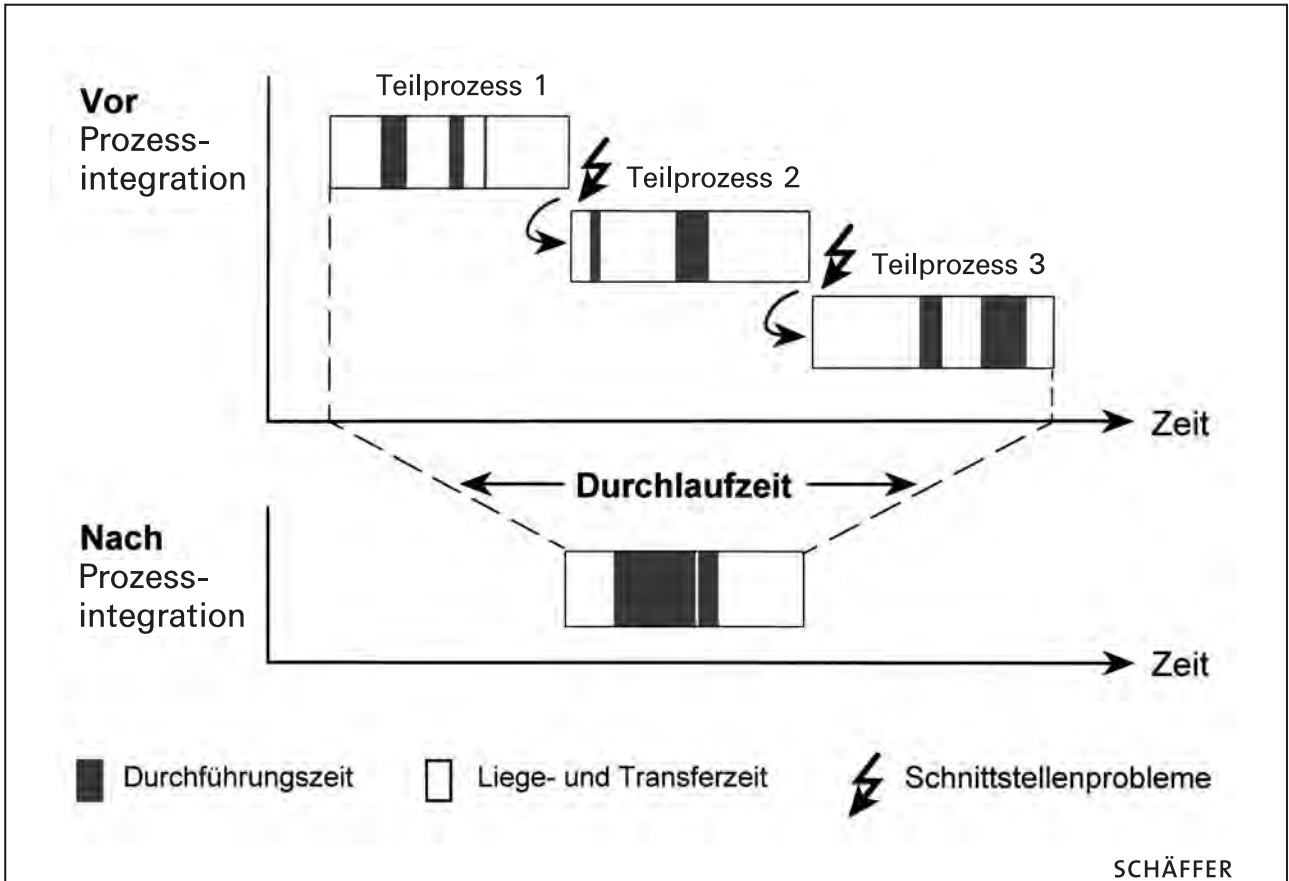 Vor
Prozess-
integration
Teilprozess 1
Teilprozess 2
Teilprozess 3
Zeit
Durchlaufzeit
Nach
Prozess-
integration
Zeit
Durchführungszeit
Liege- und Transferzeit
Schnittstellenprobleme
SCHÄFFER